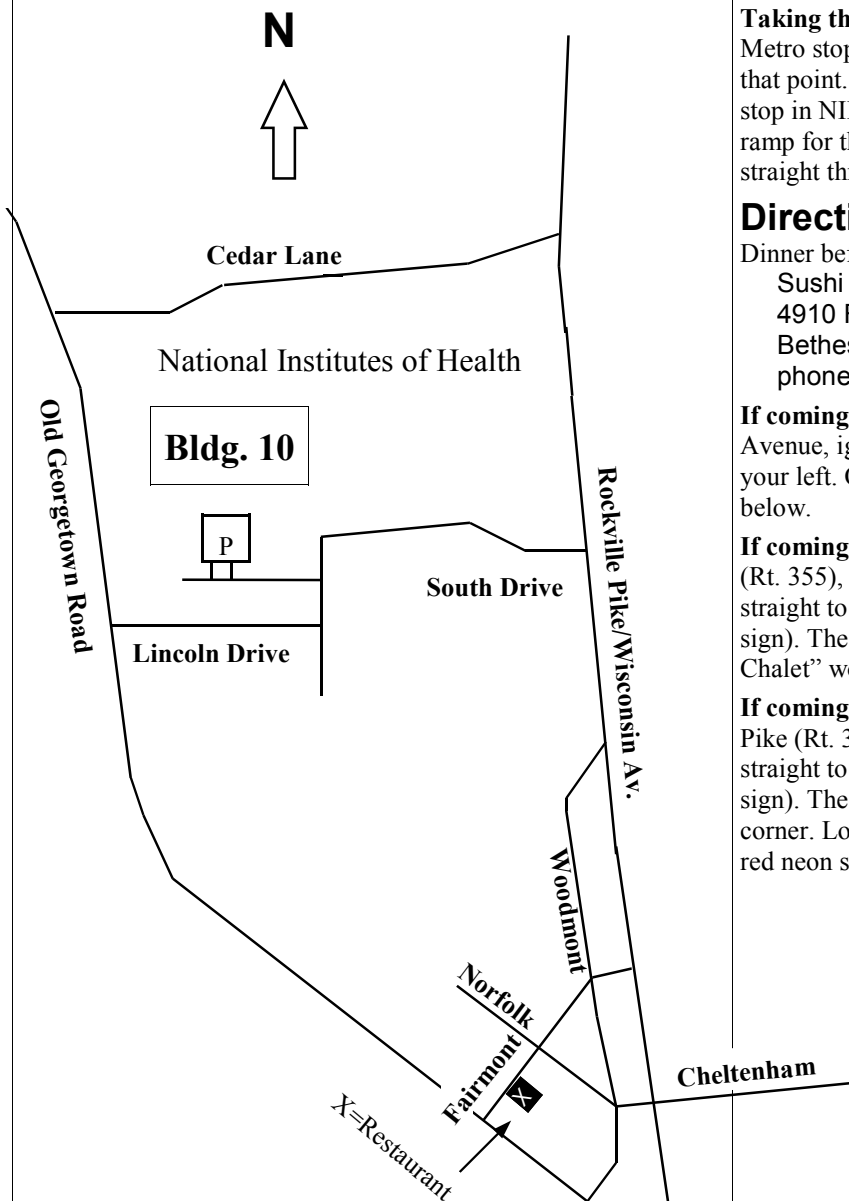 N
Cedar Lane
National Institutes of Health
Bldg. 10
P
Old Georgetown Road
South Drive
Lincoln Drive
Rockville Pike/Wisconsin Av.
Woodmont
Norfolk
Fairmont
X
X=Restaurant
Cheltenham
Taking th
Metro stop
that point.
stop in
ramp for th
straight
Directi
Dinner
Sushi
4910
Bethes
phone
If coming
Avenue, ig
your left.
below.
If coming
(Rt. 355),
straight to
sign). The
Chalet” we
If coming
Pike (Rt. 3
straight to
sign). The
corner. Lo
red neon s